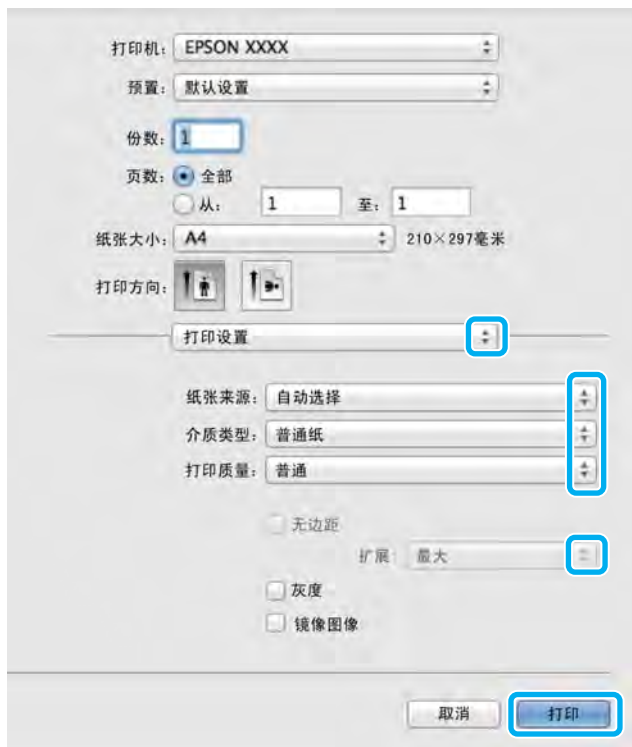 打印机: EPSON XXXX
预置: 默认设置
份数: 1
页数: 全部
从: 1 至: 1
纸张大小: A4 210×297毫米
打印方向:
打印设置
纸张来源: 自动选择
介质类型: 普通纸
打印质量: 普通
无边距
扩展: 最大
灰度
镜像图像
取消 打印